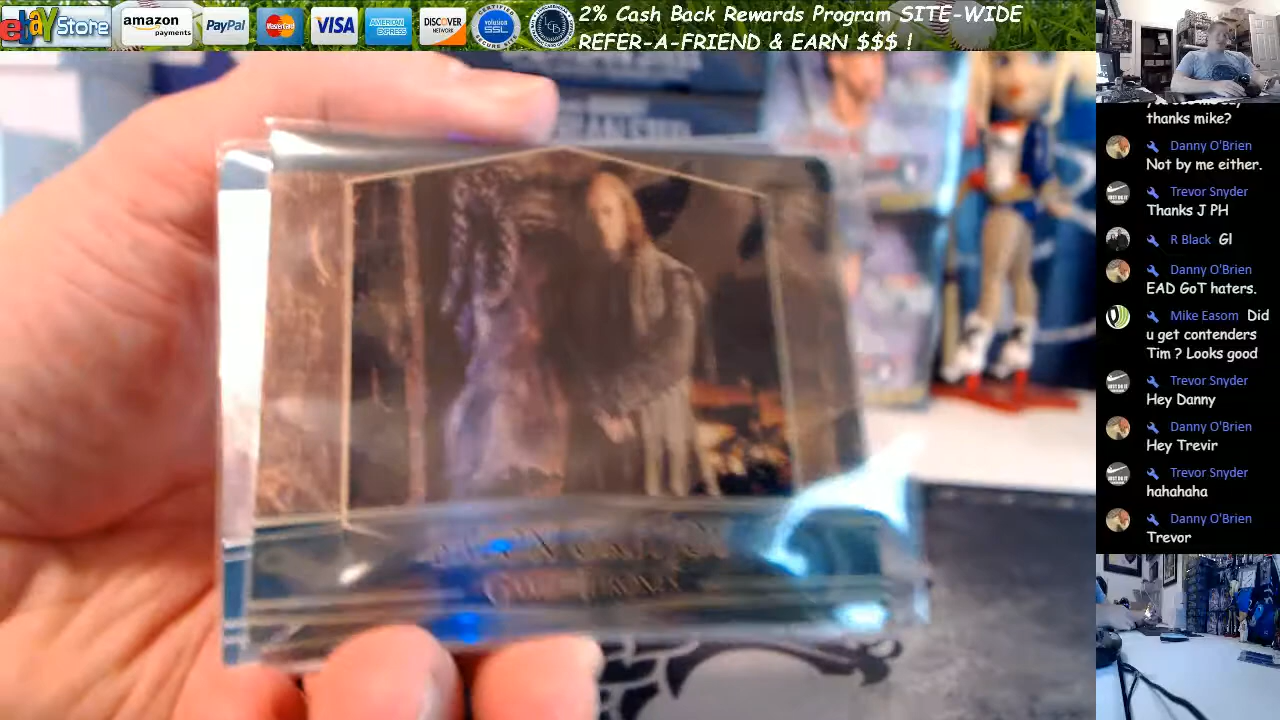 ebay Store
amazon payments
PayPal
MasterCard
VISA
AMERICAN EXPRESS
DISCOVER NETWORK
volusion
SSL
2% Cash Back Rewards Program SITE-WIDE
REFER-A-FRIEND & EARN $$$ !
thanks mike?
Danny O'Brien
Not by me either.
Trevor Snyder
Thanks J PH
R Black Gl
Danny O'Brien
EAD GoT haters.
Mike Easom Did
u get contenders
Tim ? Looks good
Trevor Snyder
Hey Danny
Danny O'Brien
Hey Trevir
Trevor Snyder
hahahaha
Danny O'Brien
Trevor